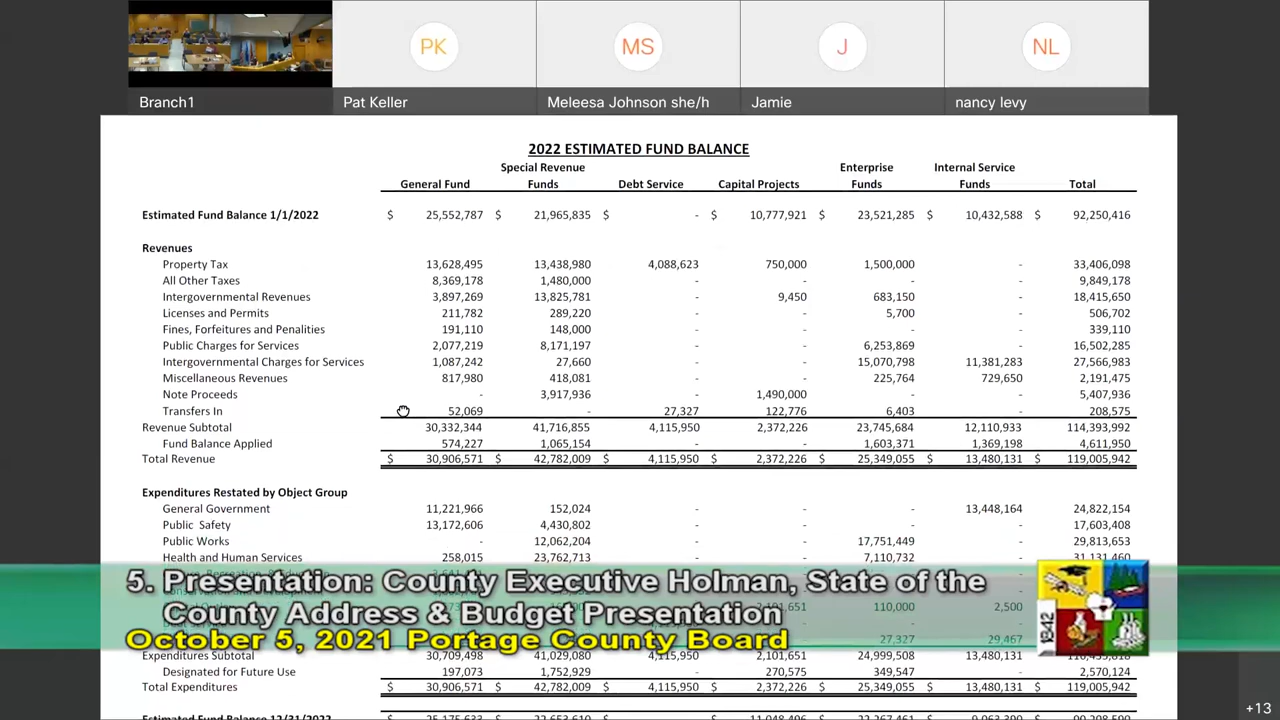 PK MS J NL
Branch1 Pat Keller Meleesa Johnson she/h Jamie nancy levy
2022 ESTIMATED FUND BALANCE
Special Revenue Enterprise Internal Service
General Fund Funds Debt Service Capital Projects Funds Funds Total
Estimated Fund Balance 1/1/2022 $ 25,552,787 $ 21,965,835 $ - $ 10,777,921 $ 23,521,285 $ 10,432,588 $ 92,250,416
Revenues
Property Tax 13,628,495 13,438,980 4,088,623 750,000 1,500,000 - 33,406,098
All Other Taxes 8,369,178 1,480,000 - - - - 9,849,178
Intergovernmental Revenues 3,897,269 13,825,781 - 9,450 683,150 - 18,415,650
Licenses and Permits 211,782 289,220 - - 5,700 - 506,702
Fines, Forfeitures and Penalities 191,110 148,000 - - - - 339,110
Public Charges for Services 2,077,219 8,171,197 - - 6,253,869 - 16,502,285
Intergovernmental Charges for Services 1,087,242 27,660 - - 15,070,798 11,381,283 27,566,983
Miscellaneous Revenues 817,980 418,081 - - 225,764 729,650 2,191,475
Note Proceeds - 3,917,936 - 1,490,000 - - 5,407,936
Transfers In 52,069 - 27,327 122,776 6,403 - 208,575
Revenue Subtotal 30,332,344 41,716,855 4,115,950 2,372,226 23,745,684 12,110,933 114,393,992
Fund Balance Applied 574,227 1,065,154 - - 1,603,371 1,369,198 4,611,950
Total Revenue $ 30,906,571 $ 42,782,009 $ 4,115,950 $ 2,372,226 $ 25,349,055 $ 13,480,131 $ 119,005,942
Expenditures Restated by Object Group
General Government 11,221,966 152,024 - - - 13,448,164 24,822,154
Public Safety 13,172,606 4,430,802 - - - - 17,603,408
Public Works - 12,062,204 - - 17,751,449 - 29,813,653
Health and Human Services 258,015 23,762,713 - - 7,110,732 - 31,131,460
5. Presentation: County Executive Holman, State of the
110,000 2,500
County Address & Budget Presentation
1842
October 5, 2021 Portage County Board
27,327 29,467
Expenditures Subtotal 30,709,498 41,029,080 4,115,950 2,101,651 24,999,508 13,480,131
Designated for Future Use 197,073 1,752,929 - 270,575 349,547 - 2,570,124
Total Expenditures $ 30,906,571 $ 42,782,009 $ 4,115,950 $ 2,372,226 $ 25,349,055 $ 13,480,131 $ 119,005,942
+13
Estimated Fund Balance 12/31/2022